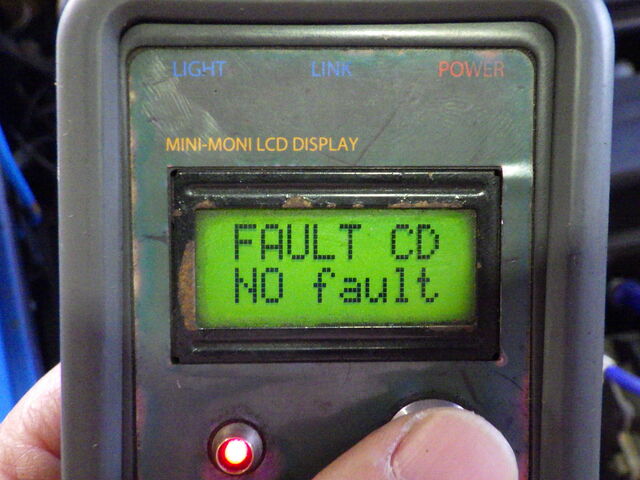 LIGHT LINK POWER
MINI-MONI LCD DISPLAY
FAULT CD
NO fault